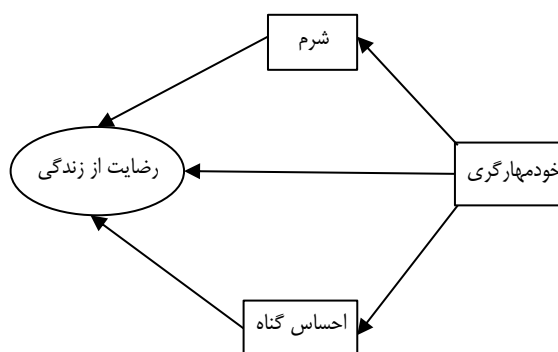 شرم
رضایت از زندگی
خودمهارگری
احساس گناه